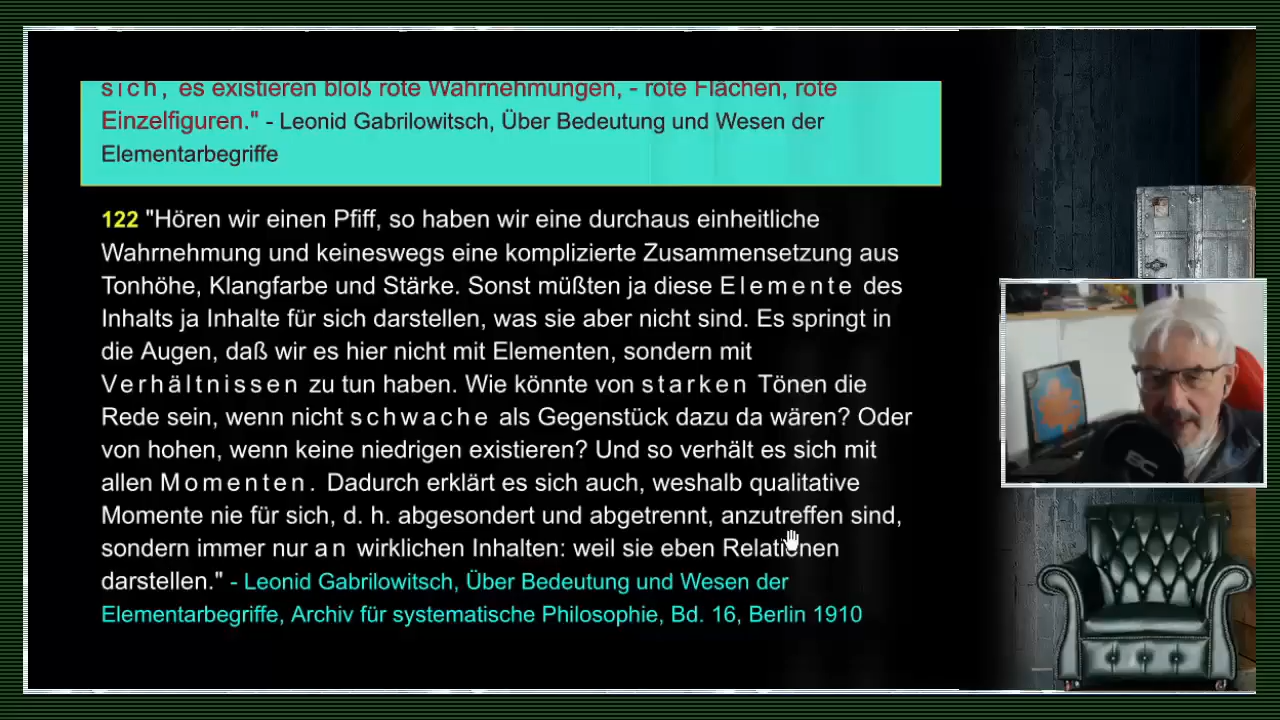 sich, es existieren bloß rote Wahrnehmungen, - rote Flächen, rote
Einzelfiguren." - Leonid Gabrilowitsch, Über Bedeutung und Wesen der
Elementarbegriffe
122 "Hören wir einen Pfiff, so haben wir eine durchaus einheitliche
Wahrnehmung und keineswegs eine komplizierte Zusammensetzung aus
Tonhöhe, Klangfarbe und Stärke. Sonst müßten ja diese Elemente des
Inhalts ja Inhalte für sich darstellen, was sie aber nicht sind. Es springt in
die Augen, daß wir es hier nicht mit Elementen, sondern mit
Verhältnissen zu tun haben. Wie könnte von starken Tönen die
Rede sein, wenn nicht schwache als Gegenstück dazu da wären? Oder
von hohen, wenn keine niedrigen existieren? Und so verhält es sich mit
allen Momenten. Dadurch erklärt es sich auch, weshalb qualitative
Momente nie für sich, d. h. abgesondert und abgetrennt, anzutreffen sind,
sondern immer nur an wirklichen Inhalten: weil sie eben Relationen
darstellen." - Leonid Gabrilowitsch, Über Bedeutung und Wesen der
Elementarbegriffe, Archiv für systematische Philosophie, Bd. 16, Berlin 1910